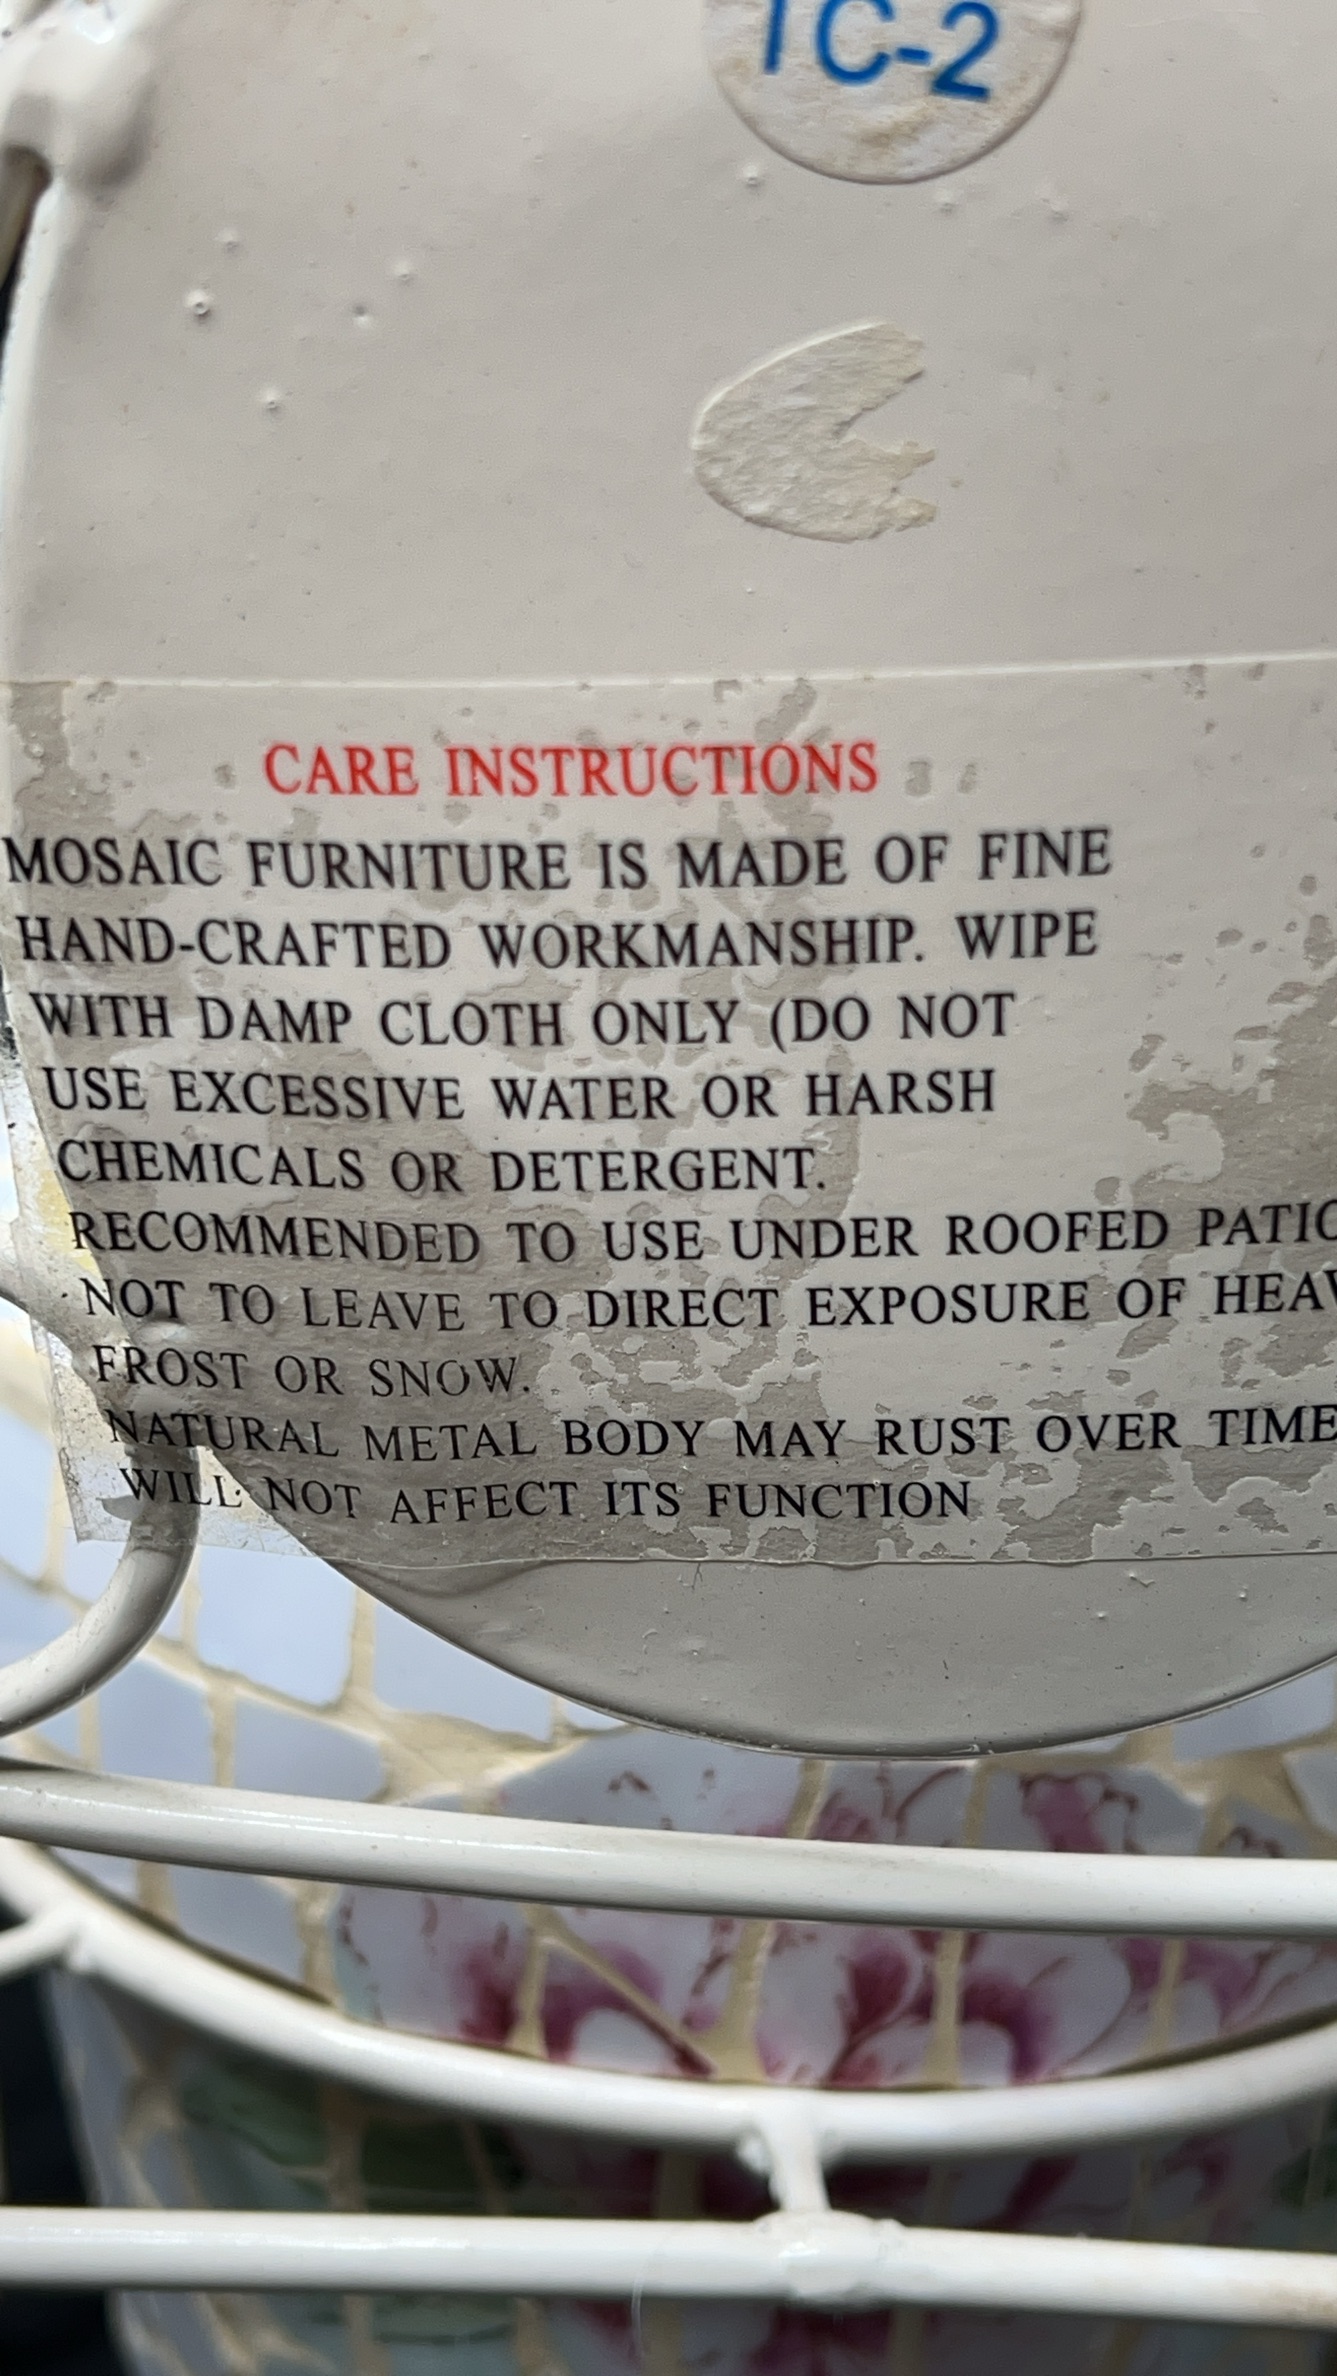 TC-2
CARE INSTRUCTIONS
MOSAIC FURNITURE IS MADE OF FINE
HAND-CRAFTED WORKMANSHIP. WIPE
WITH DAMP CLOTH ONLY (DO NOT
USE EXCESSIVE WATER OR HARSH
CHEMICALS OR DETERGENT.
RECOMMENDED TO USE UNDER ROOFED
NOT TO LEAVE TO DIRECT EXPOSURE OF
FROST OR SNOW.
NATURAL METAL BODY MAY RUST OVER TIME
WILL NOT AFFECT ITS FUNCTION